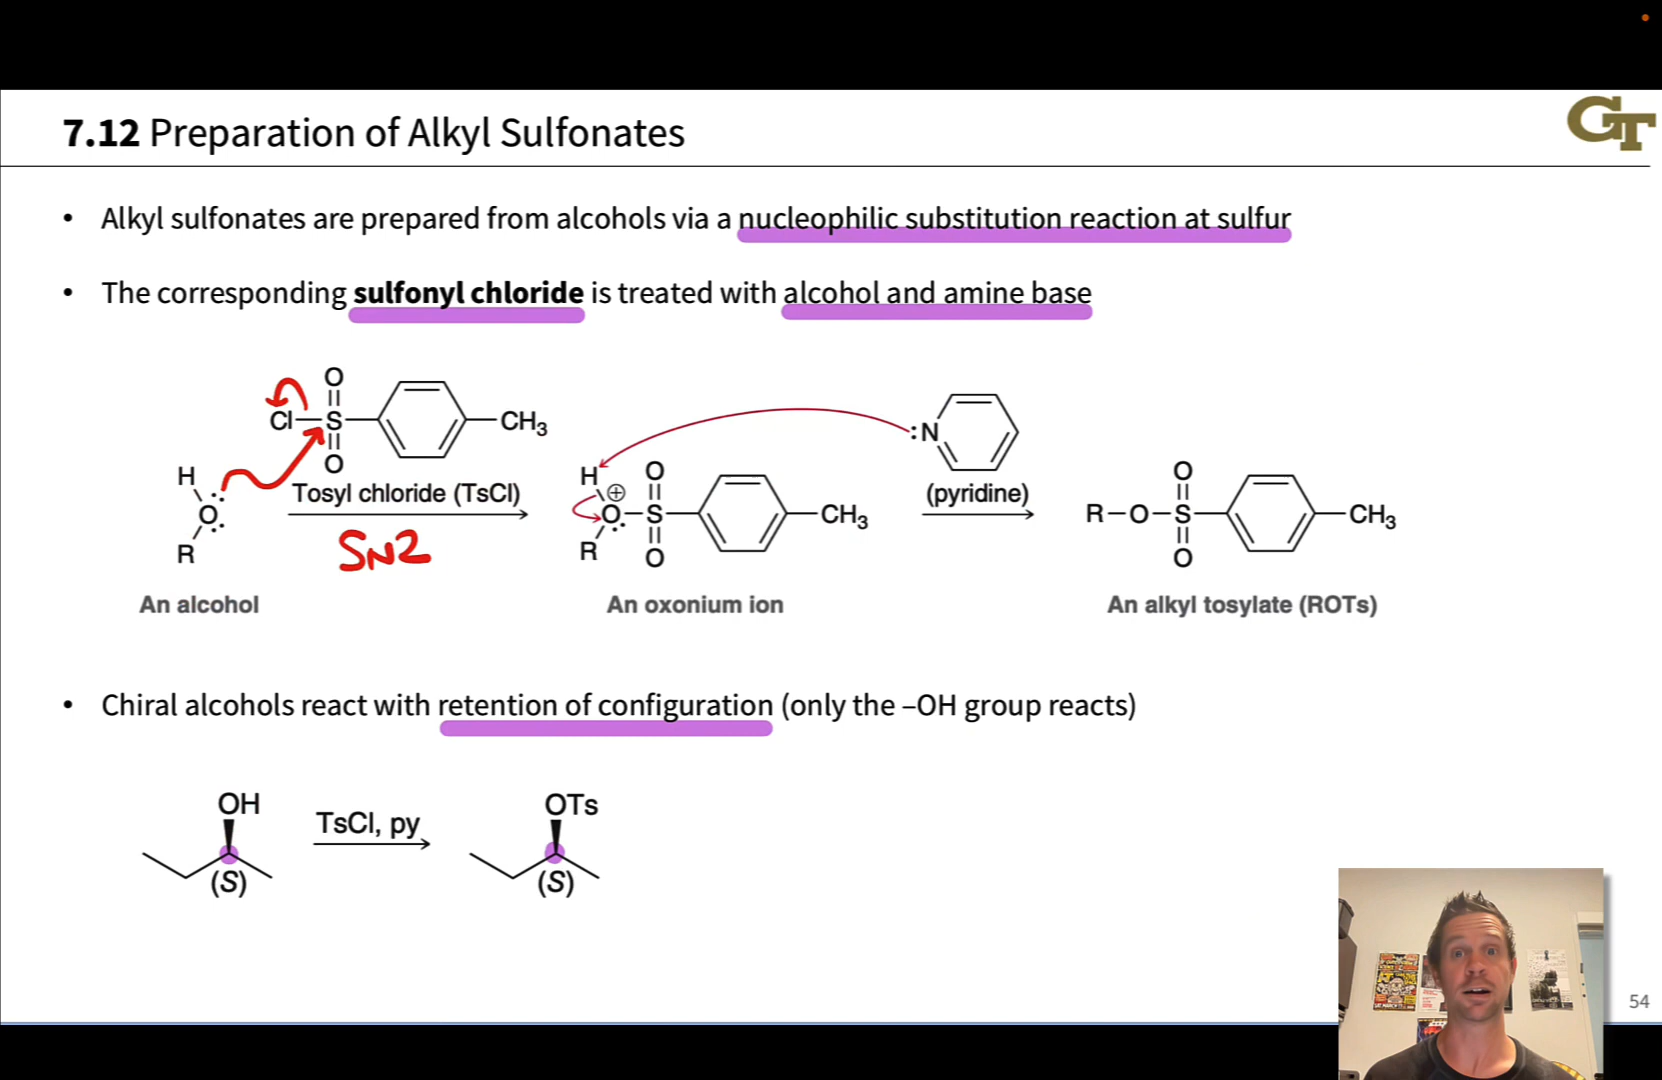 GT
7.12 Preparation of Alkyl Sulfonates
• Alkyl sulfonates are prepared from alcohols via a nucleophilic substitution reaction at sulfur
• The corresponding sulfonyl chloride is treated with alcohol and amine base
O
Cl S CH3
O
H
O
R
Tosyl chloride (TsCl)
SN2
An alcohol
H O
⊕
O S CH3
R O
An oxonium ion
:N
(pyridine)
O
R–O–S CH3
O
An alkyl tosylate (ROTs)
• Chiral alcohols react with retention of configuration (only the –OH group reacts)
OH
(S)
TsCl, py
OTs
(S)
54